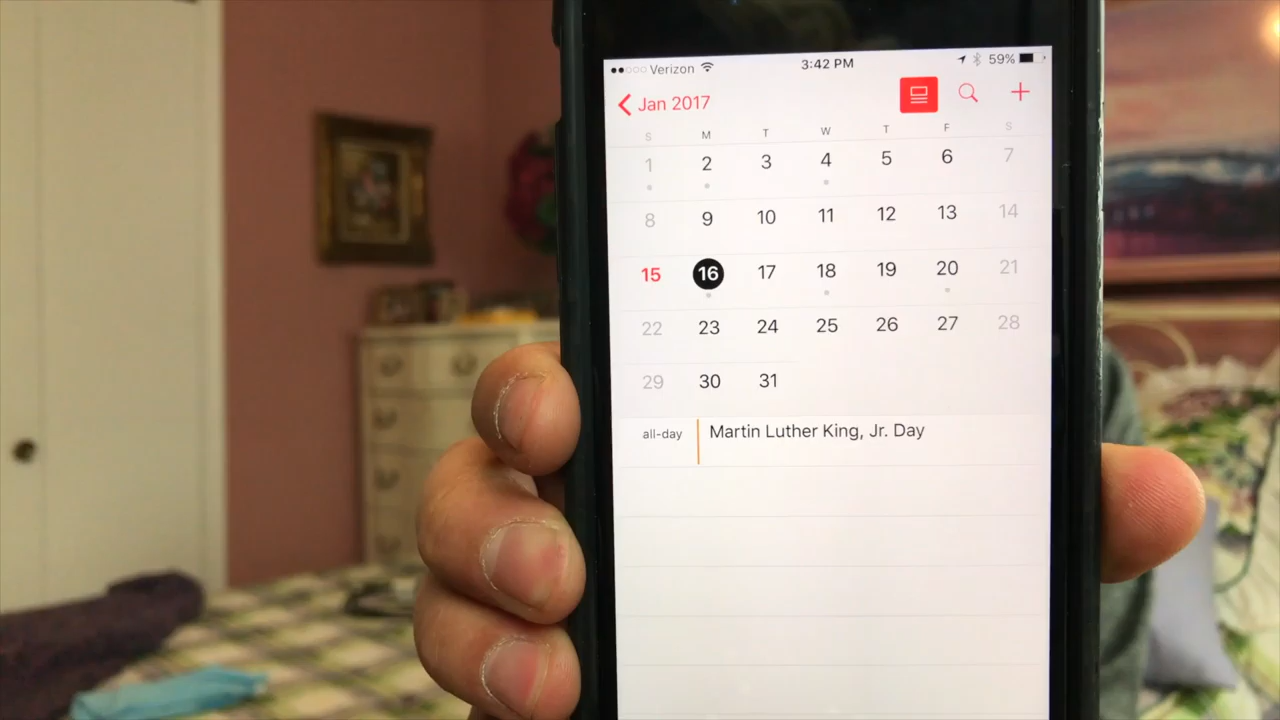 Verizon 3:42 PM 59%
Jan 2017
S M T W T F S
1 2 3 4 5 6 7
8 9 10 11 12 13 14
15 16 17 18 19 20 21
22 23 24 25 26 27 28
29 30 31
all-day Martin Luther King, Jr. Day